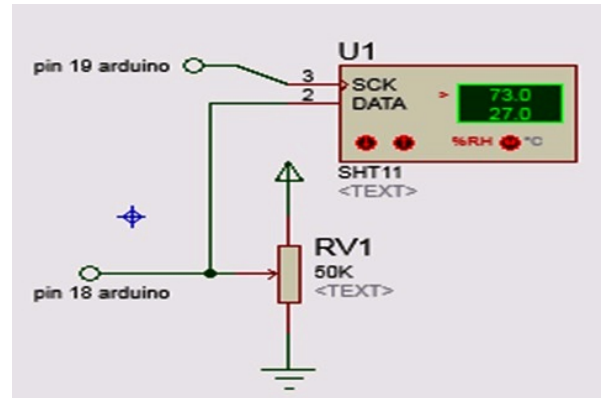 U1
pin 19 arduino
3
SCK
2
DATA
>
73.0
27.0
%RH
°C
SHT11
<TEXT>
RV1
50K
<TEXT>
pin 18 arduino